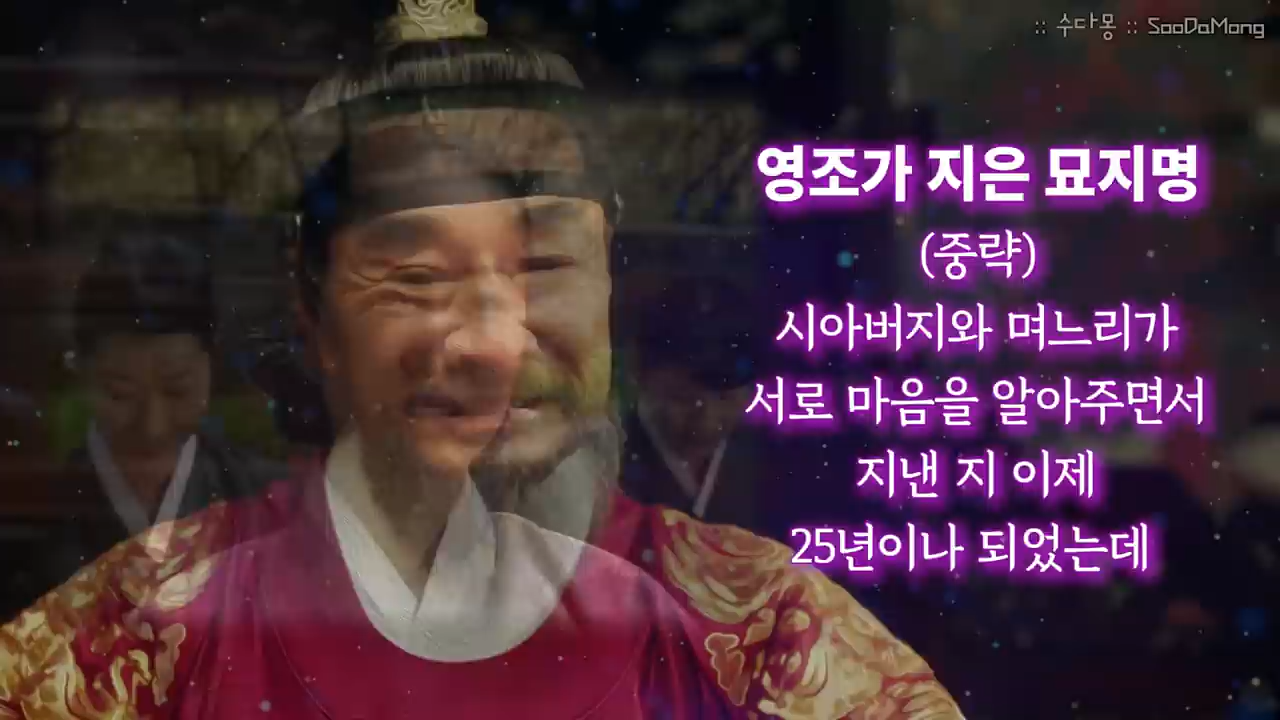 :: 수다몽 :: SooDaMong
영조가 지은 묘지명
(중략)
시아버지와 며느리가
서로 마음을 알아주면서
지낸 지 이제
25년이나 되었는데